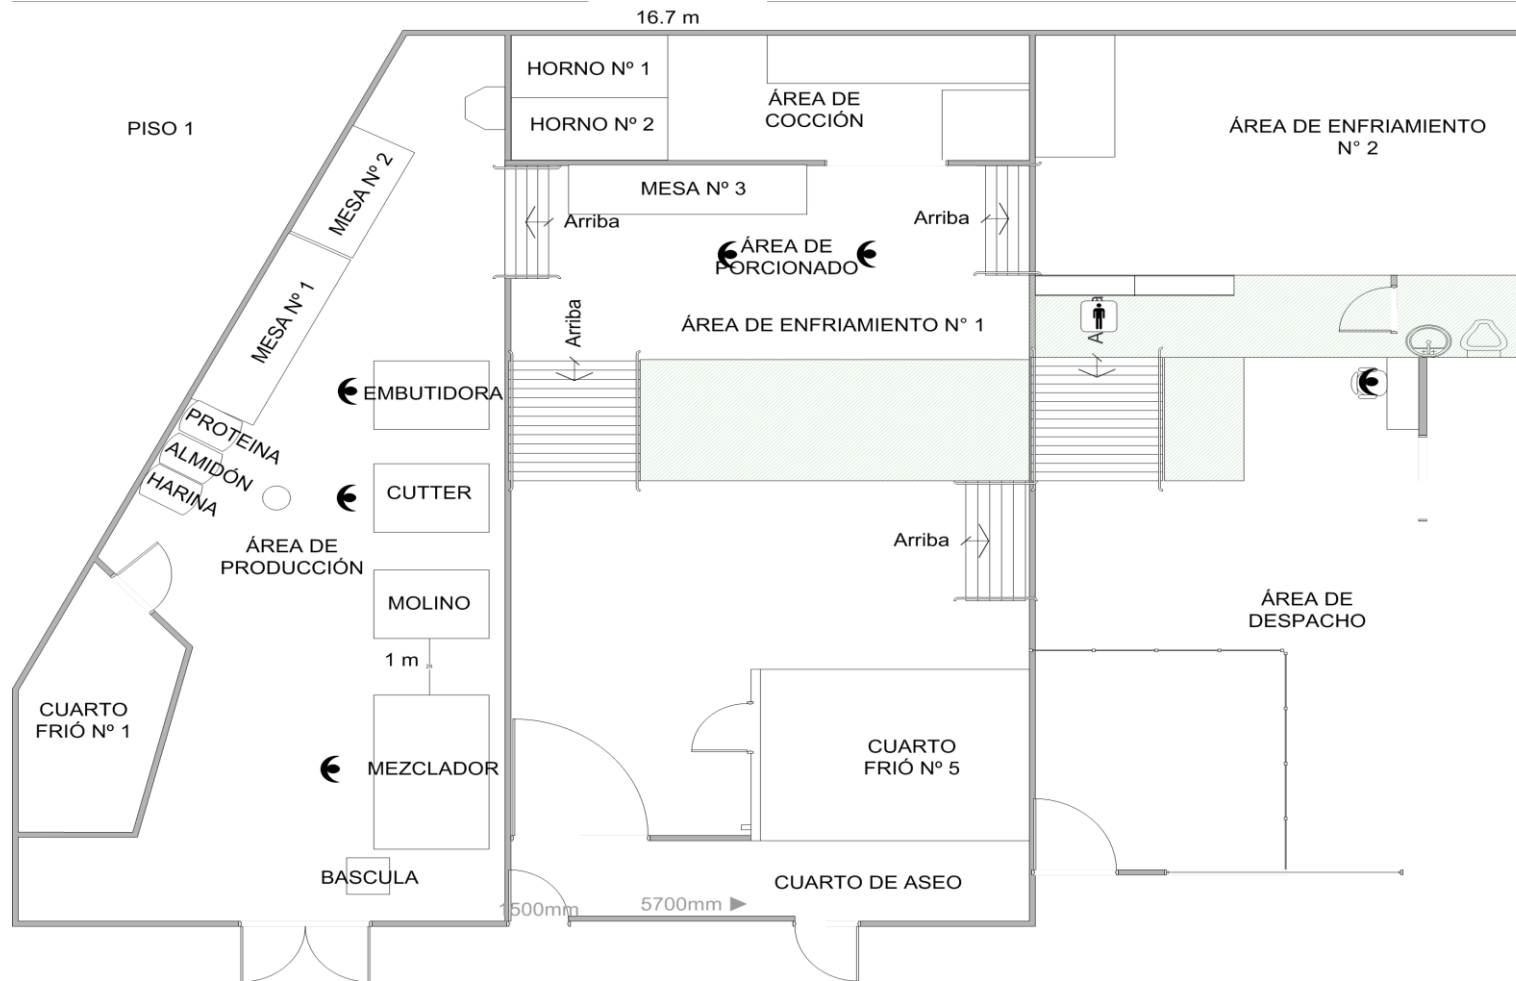 16.7 m
PISO 1
HORNO Nº 1
HORNO Nº 2
ÁREA DE
COCCIÓN
ÁREA DE ENFRIAMIENTO
N° 2
MESA Nº 2
MESA Nº 3
Arriba
Arriba
ÁREA DE
PORCIONADO
MESA Nº 1
Arriba
ÁREA DE ENFRIAMIENTO N° 1
A
EMBUTIDORA
PROTEINA
ALMIDÓN
HARINA
CUTTER
Arriba
ÁREA DE
PRODUCCIÓN
MOLINO
ÁREA DE
DESPACHO
1 m
CUARTO
FRIÓ Nº 1
MEZCLADOR
CUARTO
FRIÓ Nº 5
BASCULA
CUARTO DE ASEO
1500mm
5700mm